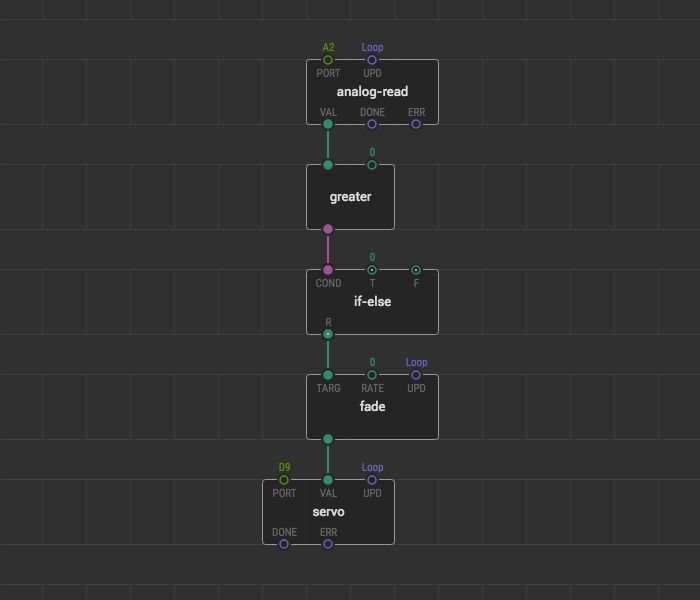 A2 Loop
PORT UPD
analog-read
VAL DONE ERR
0
greater
0
COND T F
if-else
R
0 Loop
TARG RATE UPD
fade
D9 Loop
PORT VAL UPD
servo
DONE ERR